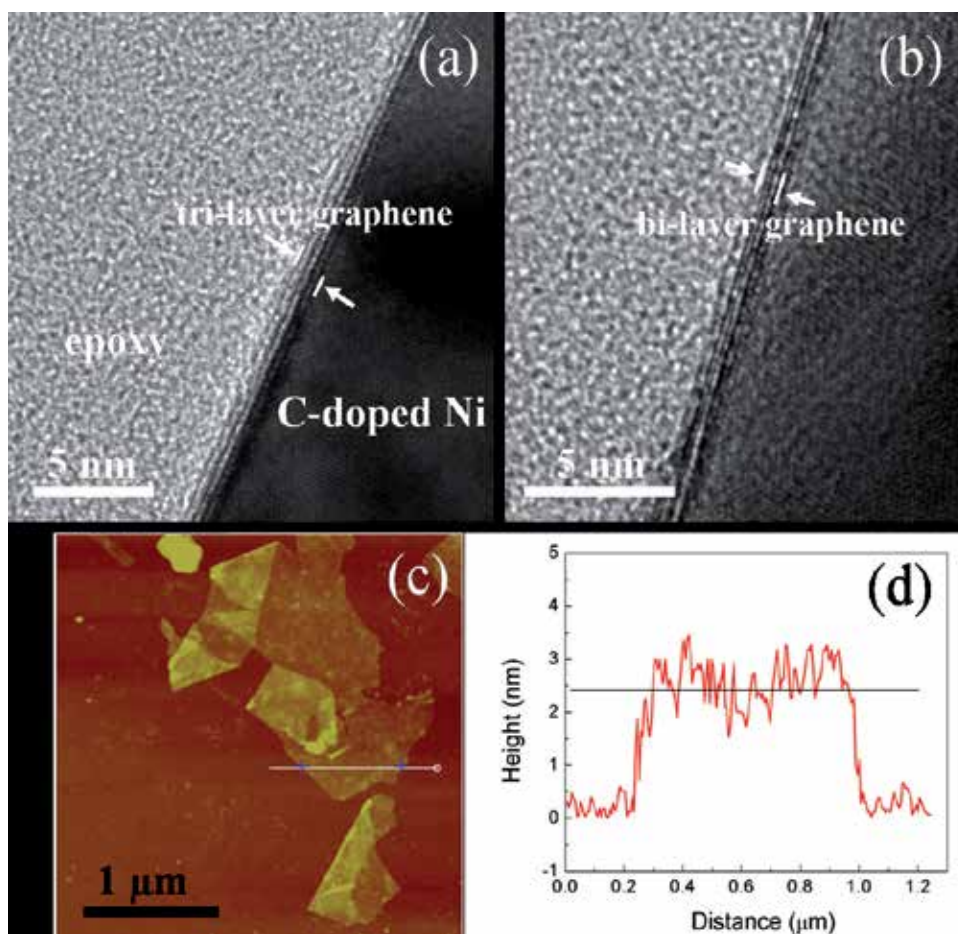 (a)
tri-layer graphene
epoxy
C-doped Ni
5 nm
(b)
bi-layer graphene
5 nm
(c)
1 μm
(d)
5
4
3
2
1
0
-1
Height (nm)
0.0 0.2 0.4 0.6 0.8 1.0 1.2
Distance (μm)